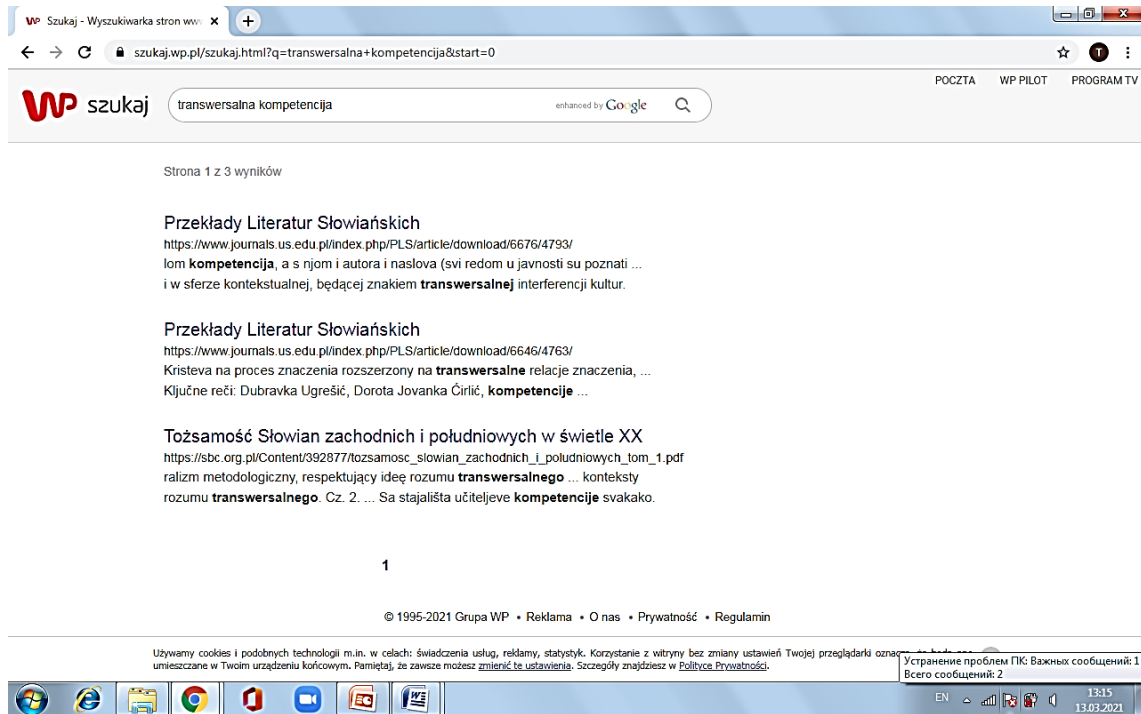 WP Szukaj - Wyszukiwarka stron www
szukaj.wp.pl/szukaj.html?q=transwersalna+kompetencija&start=0
T
POCZTA WP PILOT PROGRAM TV
WP szukaj
transwersalna kompetencija
enhanced by Google
Strona 1 z 3 wyników
Przekłady Literatur Słowiańskich
https://www.journals.us.edu.pl/index.php/PLS/article/download/6676/4793/
lom kompetencija, a s njom i autora i naslova (svi redom u javnosti su poznati ...
i w sferze kontekstualnej, będącej znakiem transwersalnej interferencji kultur.
Przekłady Literatur Słowiańskich
https://www.journals.us.edu.pl/index.php/PLS/article/download/6646/4763/
Kristeva na proces znaczenia rozszerzony na transwersalne relacje znaczenia, ...
Ključne reči: Dubravka Ugrešić, Dorota Jovanka Ćirlić, kompetencije ...
Tożsamość Słowian zachodnich i południowych w świetle XX
https://sbc.org.pl/Content/392877/tozsamosc_slowian_zachodnich_i_poludniowych_tom_1.pdf
ralizm metodologiczny, respektujący ideę rozumu transwersalnego ... konteksty
rozumu transwersalnego. Cz. 2. ... Sa stajališta učiteljeve kompetencije svakako.
1
© 1995-2021 Grupa WP • Reklama • O nas • Prywatność • Regulamin
Używamy cookies i podobnych technologii m.in. w celach: świadczenia usług, reklamy, statystyk. Korzystanie z witryny bez zmiany ustawień Twojej przeglądarki
umieszczane w Twoim urządzeniu końcowym. Pamiętaj, że zawsze możesz zmienić te ustawienia. Szczegóły znajdziesz w Polityce Prywatności.
Устранение проблем ПК: Важных сообщений: 1
Всего сообщений: 2
EN
13:15
13.03.2021